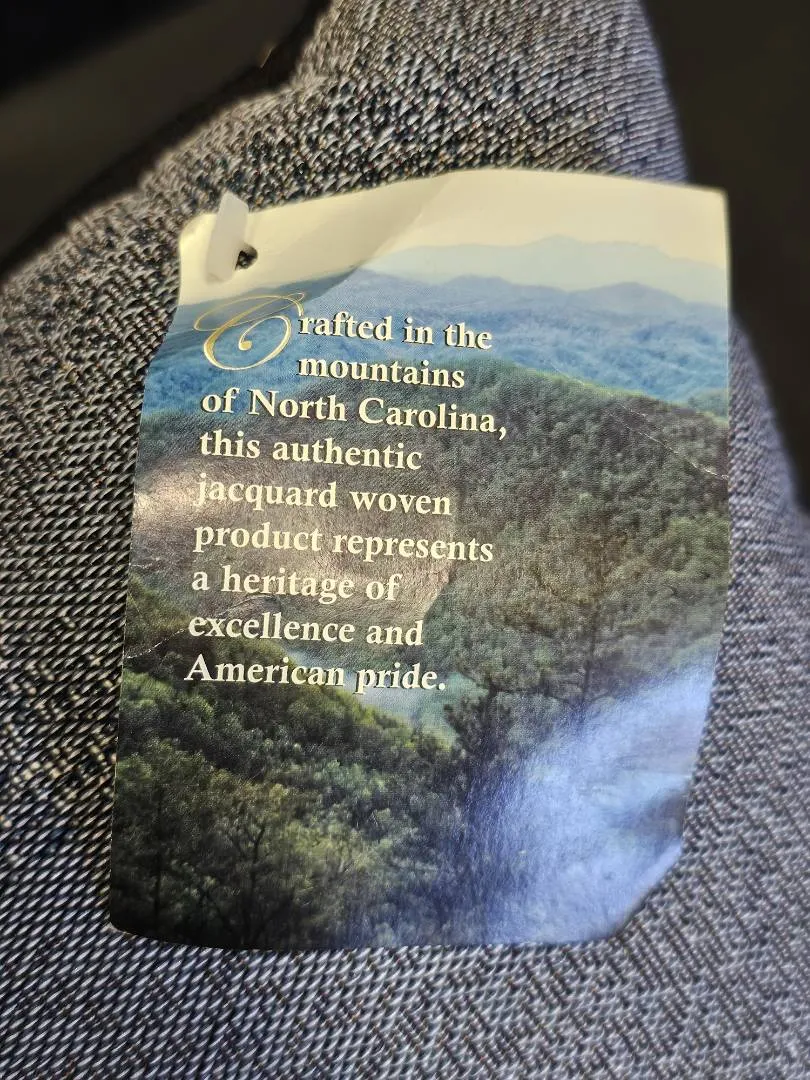 Crafted in the
mountains
of North Carolina,
this authentic
jacquard woven
product represents
a heritage of
excellence and
American pride.